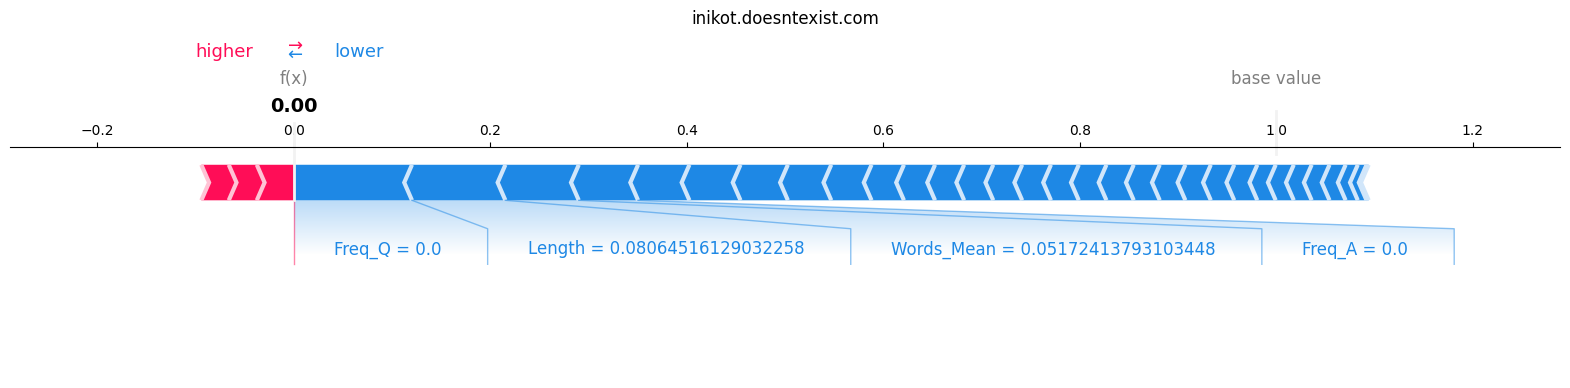 inikot.doesntexist.com
higher ⇄ lower
f(x) base value
0.00
−0.2 0.0 0.2 0.4 0.6 0.8 1.0 1.2
Freq_Q = 0.0 Length = 0.08064516129032258 Words_Mean = 0.05172413793103448 Freq_A = 0.0